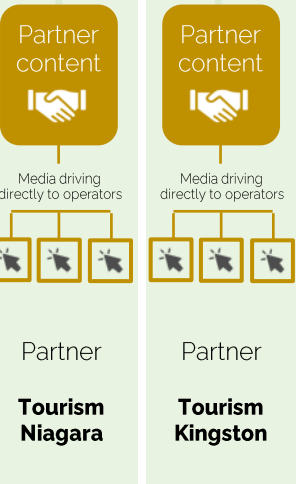 Partner
content
Media driving
directly to operators
Partner
Tourism
Niagara
Partner
content
Media driving
directly to operators
Partner
Tourism
Kingston